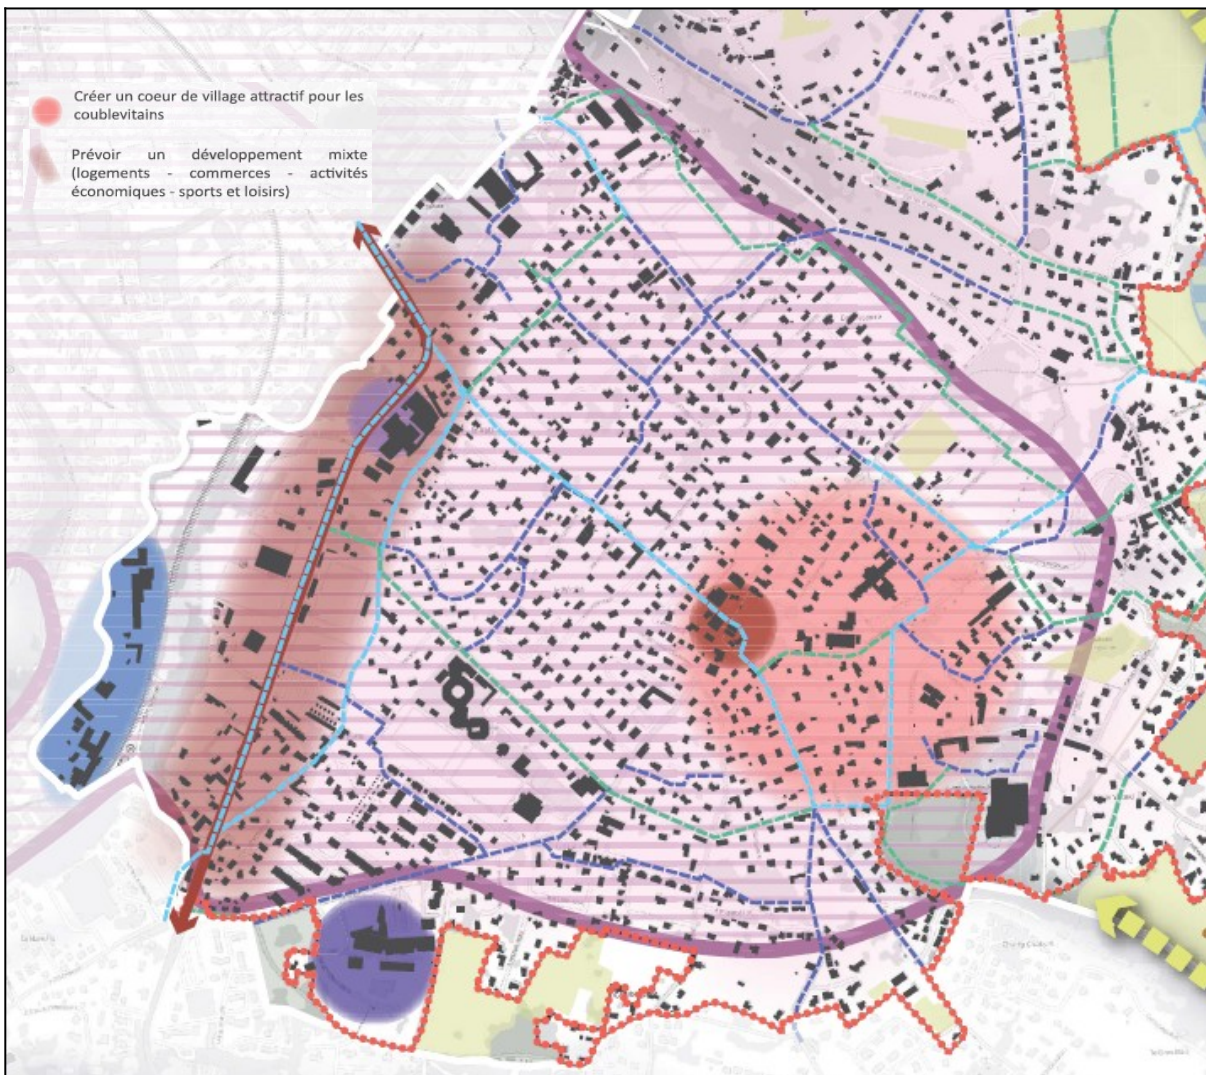 Créer un coeur de village attractif pour les
coublevitains
Prévoir un développement mixte
(logements - commerces - activités
économiques - sports et loisirs)